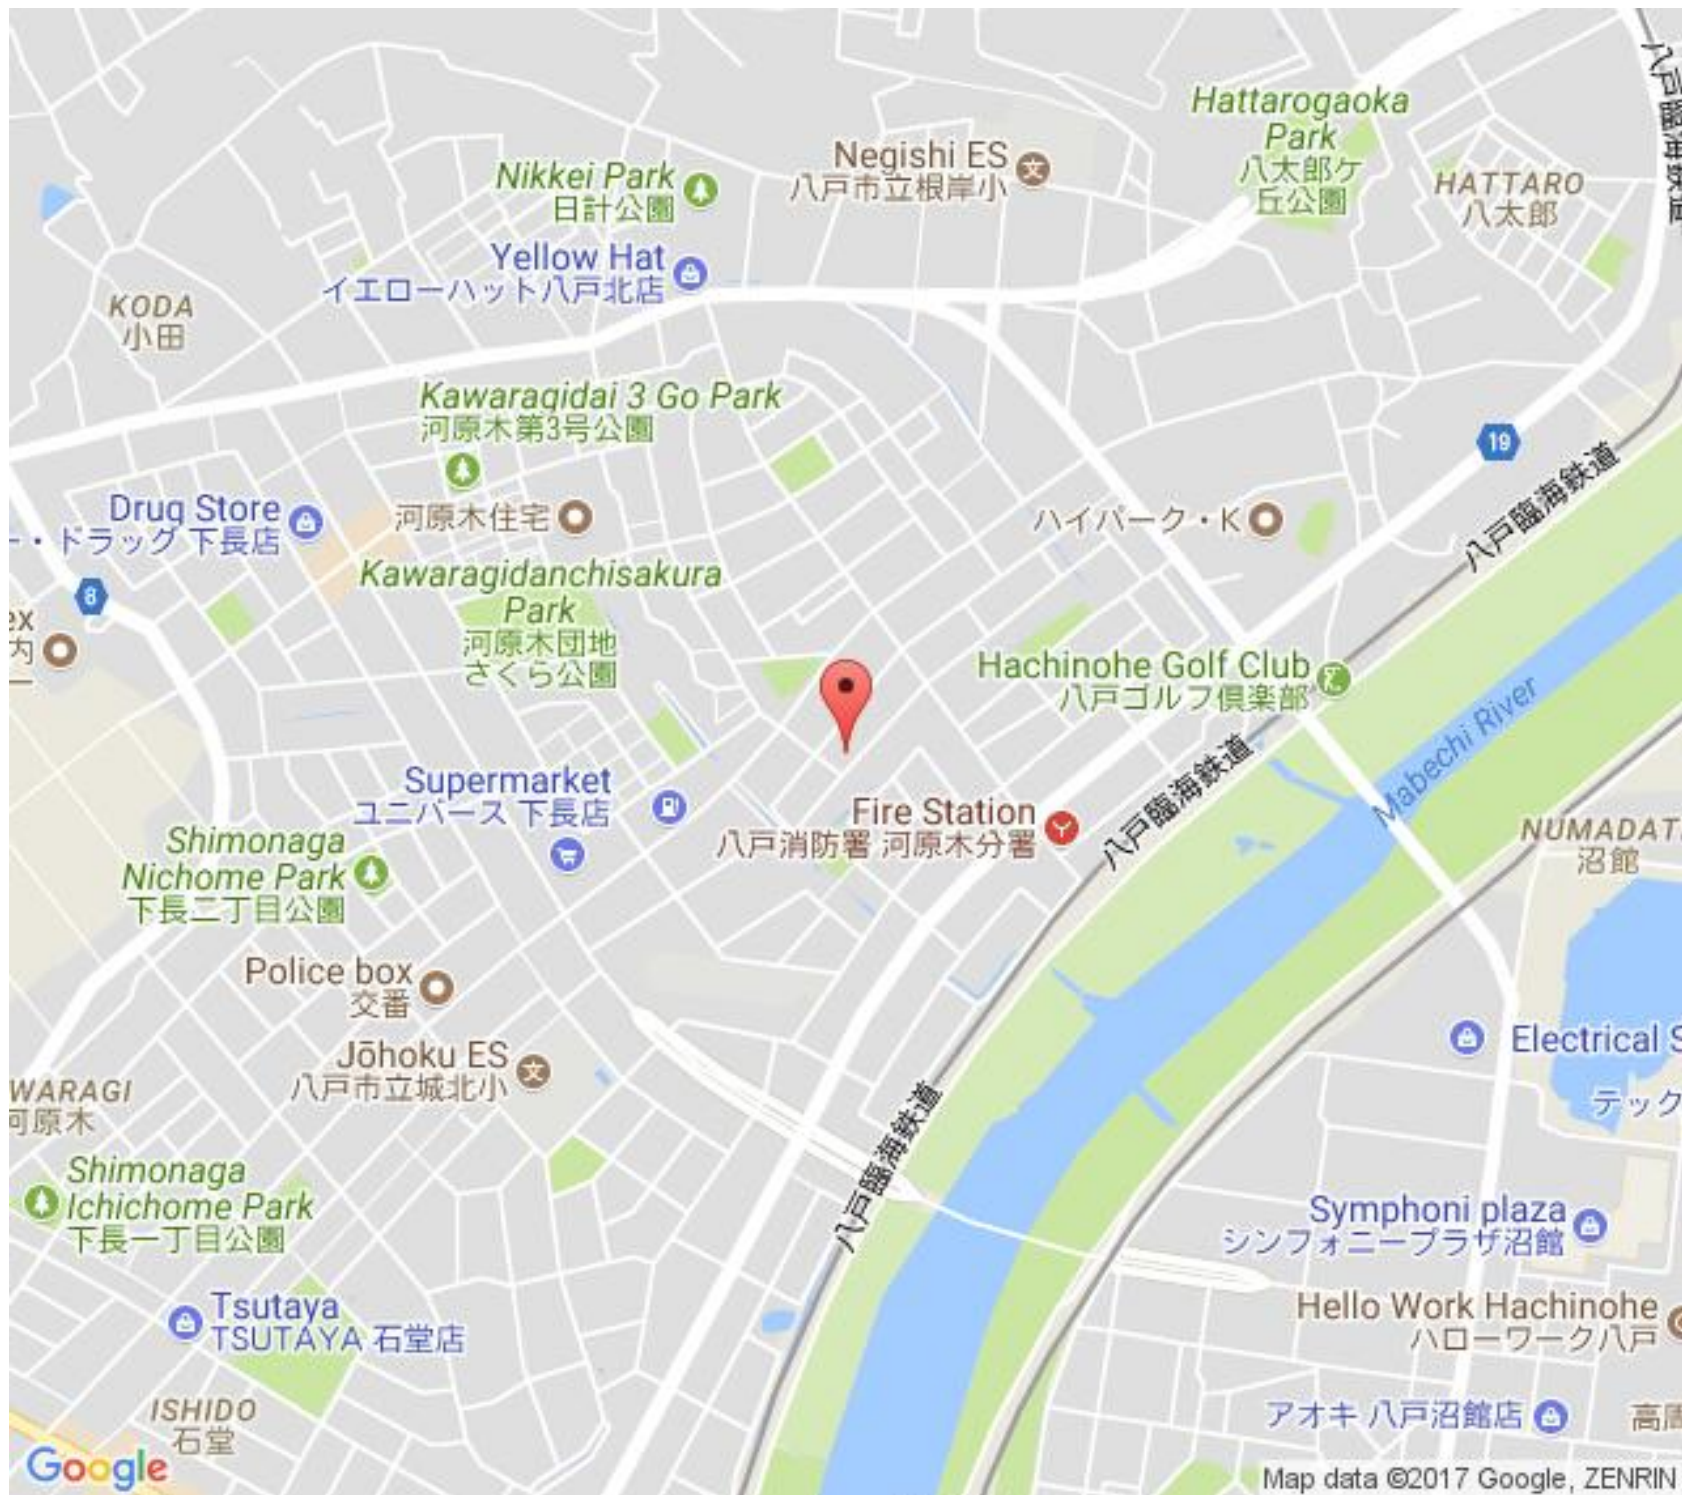 八戸臨海鉄道
Hattarogaoka
Park
八太郎ケ
丘公園
Negishi ES
八戸市立根岸小
HATTARO
八太郎
Nikkei Park
日計公園
Yellow Hat
イエローハット八戸北店
KODA
小田
Kawaragidai 3 Go Park
河原木第3号公園
19
八戸臨海鉄道
Drug Store
ー・ドラッグ 下長店
河原木住宅
ハイパーク・K
Kawaragidanchisakura
Park
河原木団地
さくら公園
8
ex
内
Hachinohe Golf Club
八戸ゴルフ倶楽部
Mabechi River
八戸臨海鉄道
Supermarket
ユニバース 下長店
Fire Station
八戸消防署 河原木分署
NUMADATE
沼館
Shimonaga
Nichome Park
下長二丁目公園
Police box
交番
Jōhoku ES
八戸市立城北小
Electrical S
テック
WARAGI
河原木
八戸臨海鉄道
Shimonaga
Ichichome Park
下長一丁目公園
Symphoni plaza
シンフォニープラザ沼館
Tsutaya
TSUTAYA 石堂店
Hello Work Hachinohe
ハローワーク八戸
ISHIDO
石堂
アオキ 八戸沼館店
高周
Google
Map data ©2017 Google, ZENRIN